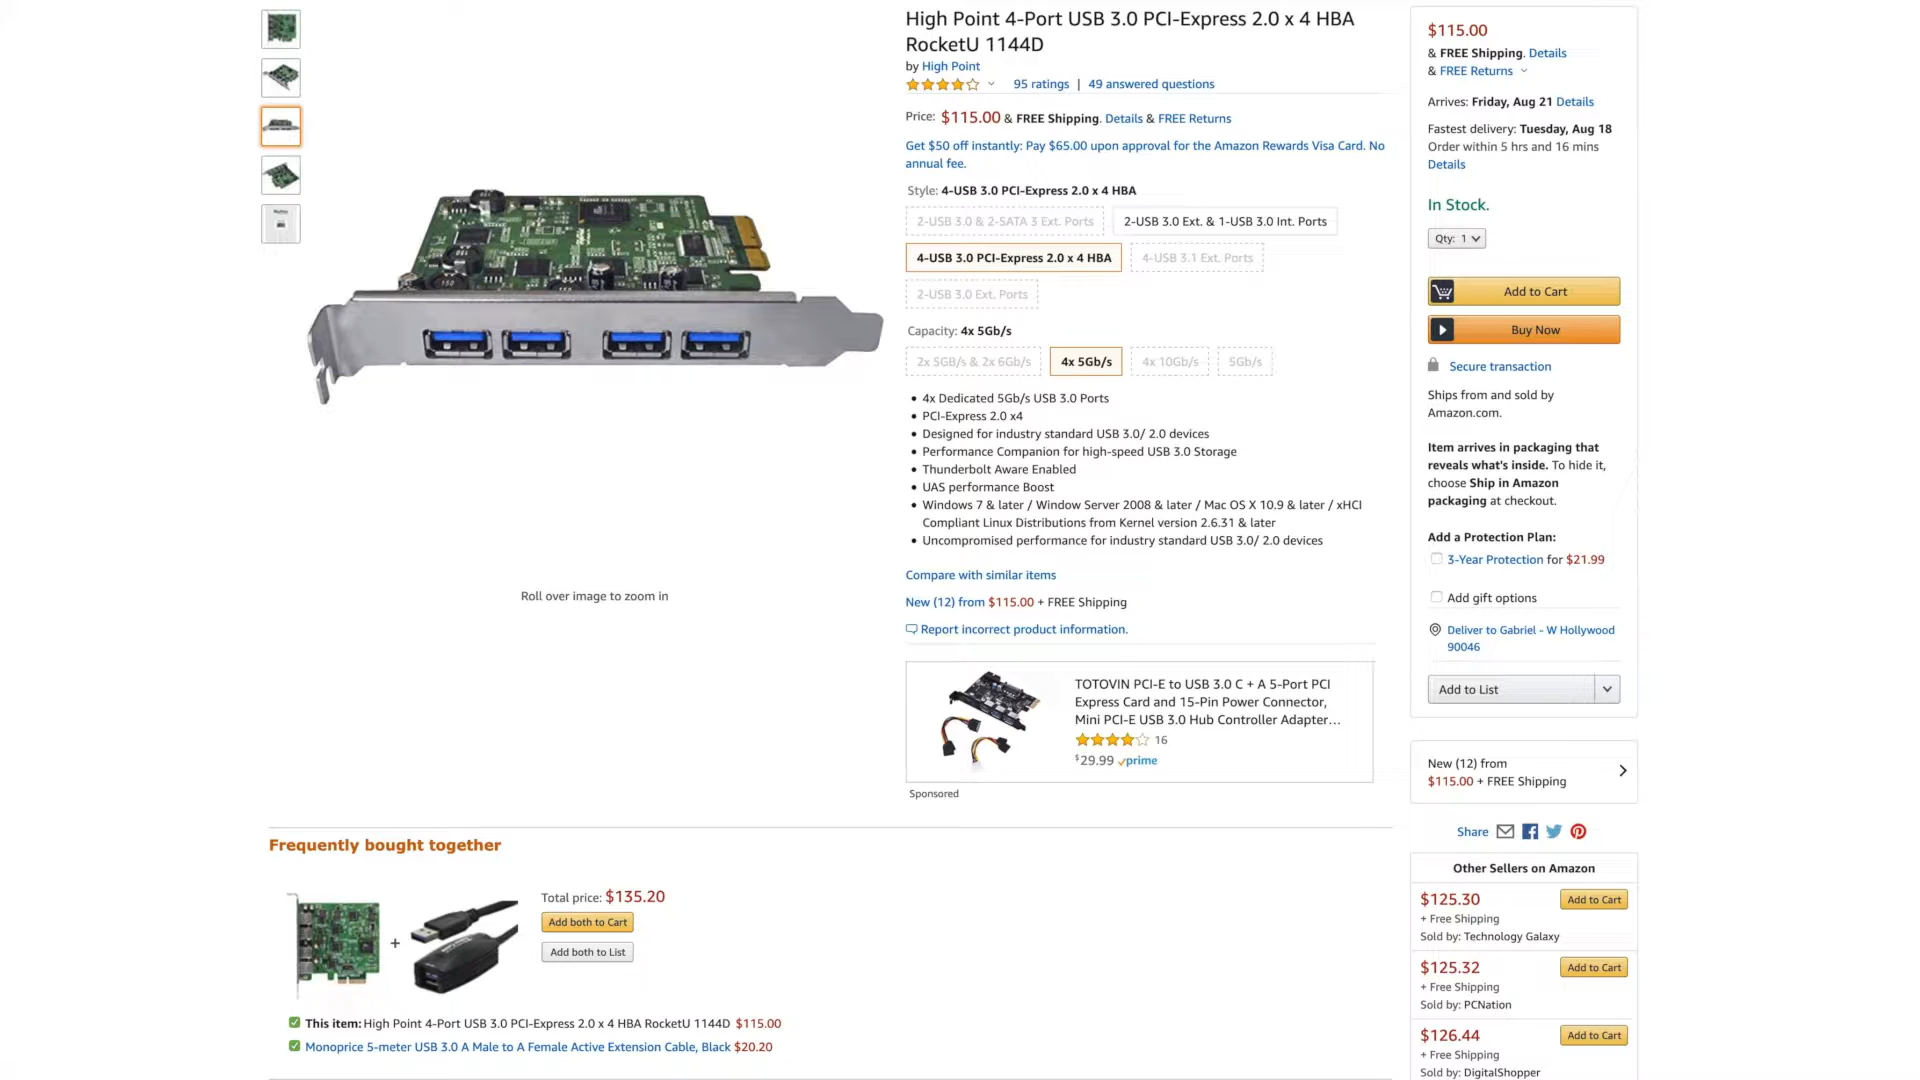 High Point 4-Port USB 3.0 PCI-Express 2.0 x 4 HBA
RocketU 1144D
by High Point
95 ratings | 49 answered questions
Price: $115.00 & FREE Shipping. Details & FREE Returns
Get $50 off instantly: Pay $65.00 upon approval for the Amazon Rewards Visa Card. No
annual fee.
Style: 4-USB 3.0 PCI-Express 2.0 x 4 HBA
2-USB 3.0 & 2-SATA 3 Ext. Ports
2-USB 3.0 Ext. & 1-USB 3.0 Int. Ports
4-USB 3.0 PCI-Express 2.0 x 4 HBA
4-USB 3.1 Ext. Ports
2-USB 3.0 Ext. Ports
Capacity: 4x 5Gb/s
2x 5GB/s & 2x 6Gb/s
4x 5Gb/s
4x 10Gb/s
5Gb/s
4x Dedicated 5Gb/s USB 3.0 Ports
PCI-Express 2.0 x4
Designed for industry standard USB 3.0/ 2.0 devices
Performance Companion for high-speed USB 3.0 Storage
Thunderbolt Aware Enabled
UAS performance Boost
Windows 7 & later / Window Server 2008 & later / Mac OS X 10.9 & later / xHCI
Compliant Linux Distributions from Kernel version 2.6.31 & later
Uncompromised performance for industry standard USB 3.0/ 2.0 devices
Roll over image to zoom in
Compare with similar items
New (12) from $115.00 + FREE Shipping
Report incorrect product information.
TOTOVIN PCI-E to USB 3.0 C + A 5-Port PCI
Express Card and 15-Pin Power Connector,
Mini PCI-E USB 3.0 Hub Controller Adapter…
16
$29.99 prime
Sponsored
$115.00
& FREE Shipping. Details
& FREE Returns
Arrives: Friday, Aug 21 Details
Fastest delivery: Tuesday, Aug 18
Order within 5 hrs and 16 mins
Details
In Stock.
Qty: 1
Add to Cart
Buy Now
Secure transaction
Ships from and sold by
Amazon.com.
Item arrives in packaging that
reveals what's inside. To hide it,
choose Ship in Amazon
packaging at checkout.
Add a Protection Plan:
3-Year Protection for $21.99
Add gift options
Deliver to Gabriel - W Hollywood
90046
Add to List
New (12) from
$115.00 + FREE Shipping
Share
Other Sellers on Amazon
$125.30
Add to Cart
+ Free Shipping
Sold by: Technology Galaxy
$125.32
Add to Cart
+ Free Shipping
Sold by: PCNation
$126.44
Add to Cart
+ Free Shipping
Sold by: DigitalShopper
Frequently bought together
+
Total price: $135.20
Add both to Cart
Add both to List
This item: High Point 4-Port USB 3.0 PCI-Express 2.0 x 4 HBA RocketU 1144D $115.00
Monoprice 5-meter USB 3.0 A Male to A Female Active Extension Cable, Black $20.20